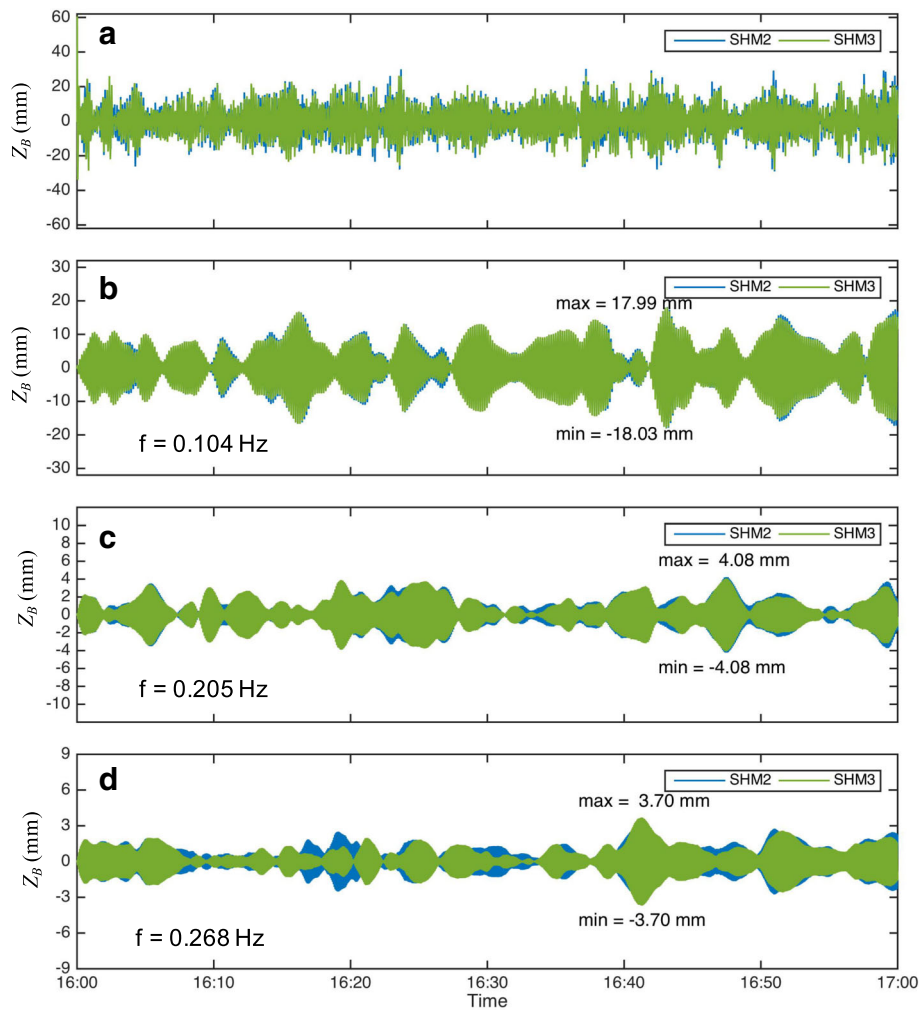 a
SHM2 SHM3
Z_B (mm)
60
40
20
0
-20
-40
-60
b
SHM2 SHM3
max = 17.99 mm
Z_B (mm)
30
20
10
0
-10
-20
-30
min = -18.03 mm
f = 0.104 Hz
c
SHM2 SHM3
max = 4.08 mm
Z_B (mm)
10
8
6
4
2
0
-2
-4
-6
-8
-10
min = -4.08 mm
f = 0.205 Hz
d
SHM2 SHM3
max = 3.70 mm
Z_B (mm)
9
6
3
0
-3
-6
-9
min = -3.70 mm
f = 0.268 Hz
16:00 16:10 16:20 16:30 16:40 16:50 17:00
Time